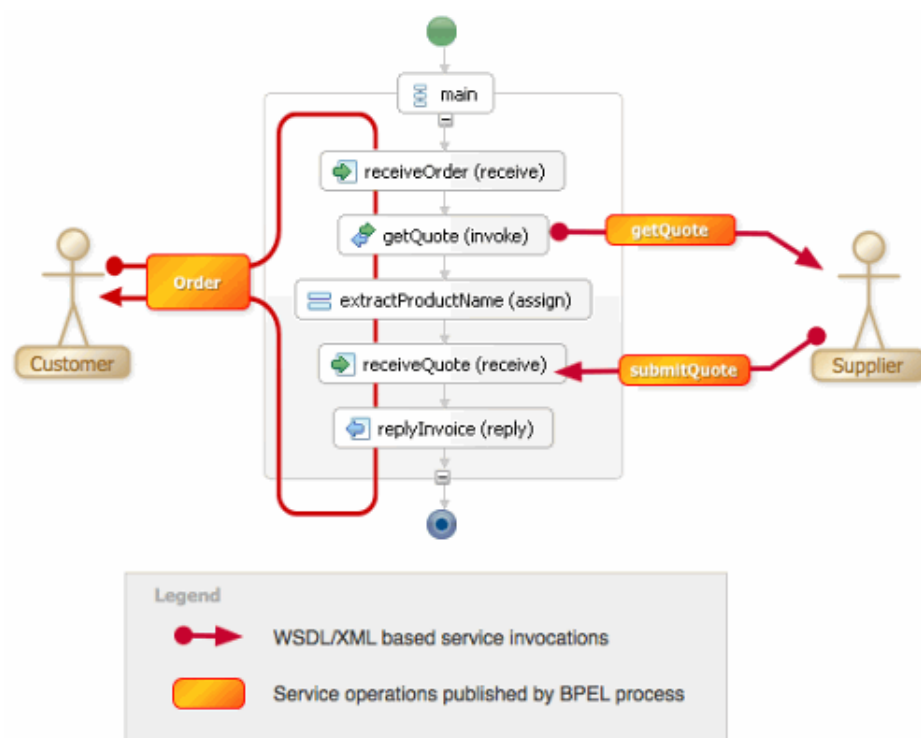 main
receiveOrder (receive)
getQuote (invoke)
getQuote
Order
extractProductName (assign)
Customer
receiveQuote (receive)
submitQuote
Supplier
replyInvoice (reply)
Legend
WSDL/XML based service invocations
Service operations published by BPEL process